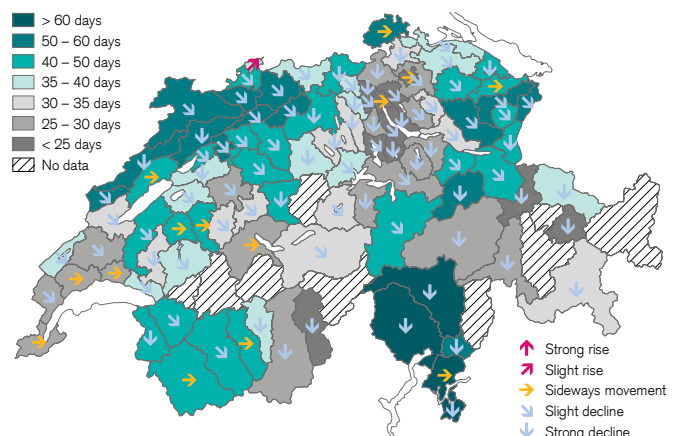 > 60 days
50 – 60 days
40 – 50 days
35 – 40 days
30 – 35 days
25 – 30 days
< 25 days
No data
Strong rise
Slight rise
Sideways movement
Slight decline
Strong decline